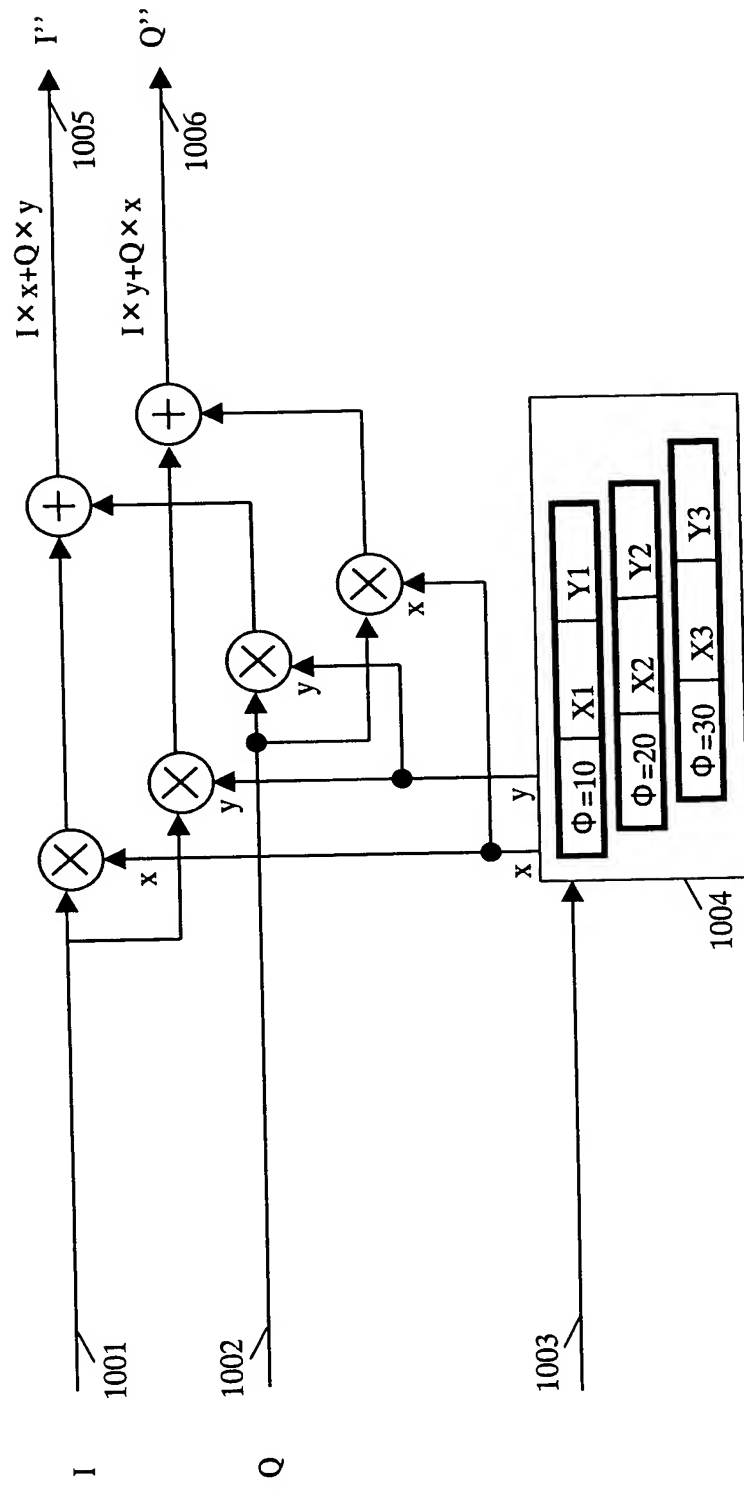 I
1001
Q
1002
1003
x
y
y
x
I×x+Q×y
I×y+Q×x
1005
I''
1006
Q''
x
y
Φ=10 X1 Y1
Φ=20 X2 Y2
Φ=30 X3 Y3
1004